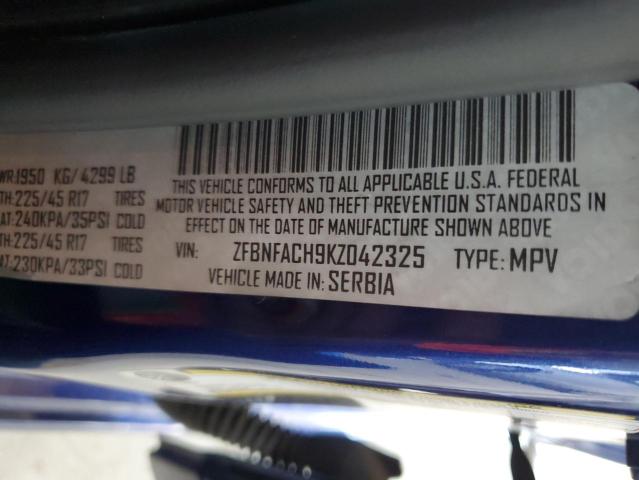 WR:1950 KG/4299 LB
TH:225/45 R17 TIRES
AT:240KPA/35PSI COLD
TH:225/45 R17 TIRES
AT:230KPA/33PSI COLD
THIS VEHICLE CONFORMS TO ALL APPLICABLE U.S.A. FEDERAL
MOTOR VEHICLE SAFETY AND THEFT PREVENTION STANDARDS IN
EFFECT ON THE DATE OF MANUFACTURE SHOWN ABOVE
VIN: ZFBNFACH9KZ042325 TYPE:MPV
VEHICLE MADE IN: SERBIA